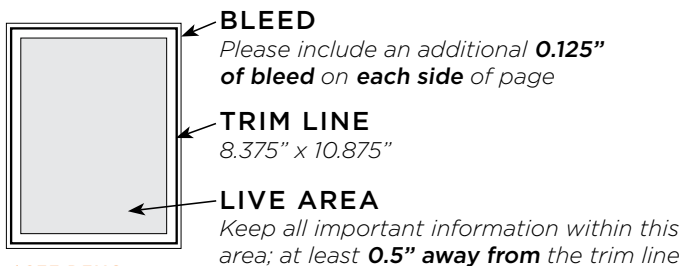 BLEED
Please include an additional 0.125”
of bleed on each side of page
TRIM LINE
8.375” x 10.875”
LIVE AREA
Keep all important information within this
area; at least 0.5” away from the trim line